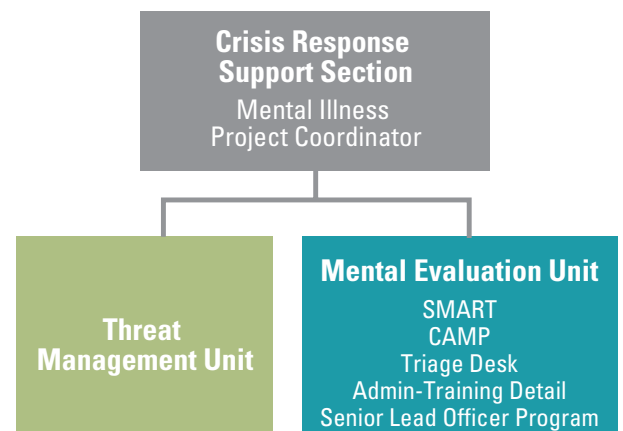 Crisis Response
Support Section
Mental Illness
Project Coordinator
Threat
Management Unit
Mental Evaluation Unit
SMART
CAMP
Triage Desk
Admin-Training Detail
Senior Lead Officer Program